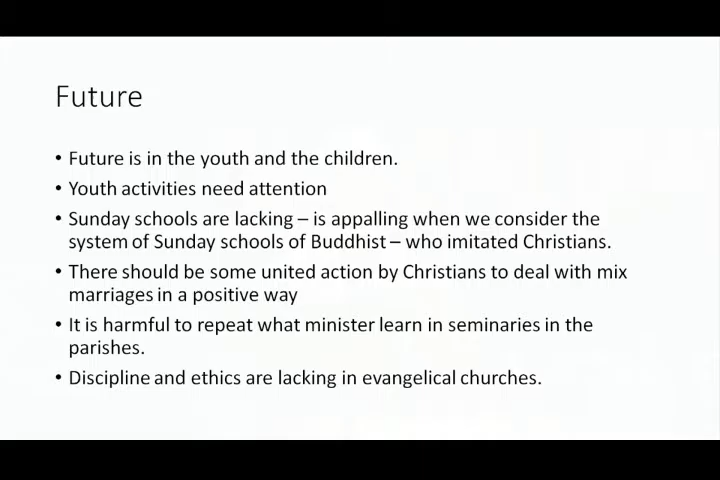 Future
• Future is in the youth and the children.
• Youth activities need attention
• Sunday schools are lacking – is appalling when we consider the
system of Sunday schools of Buddhist – who imitated Christians.
• There should be some united action by Christians to deal with mix
marriages in a positive way
• It is harmful to repeat what minister learn in seminaries in the
parishes.
• Discipline and ethics are lacking in evangelical churches.